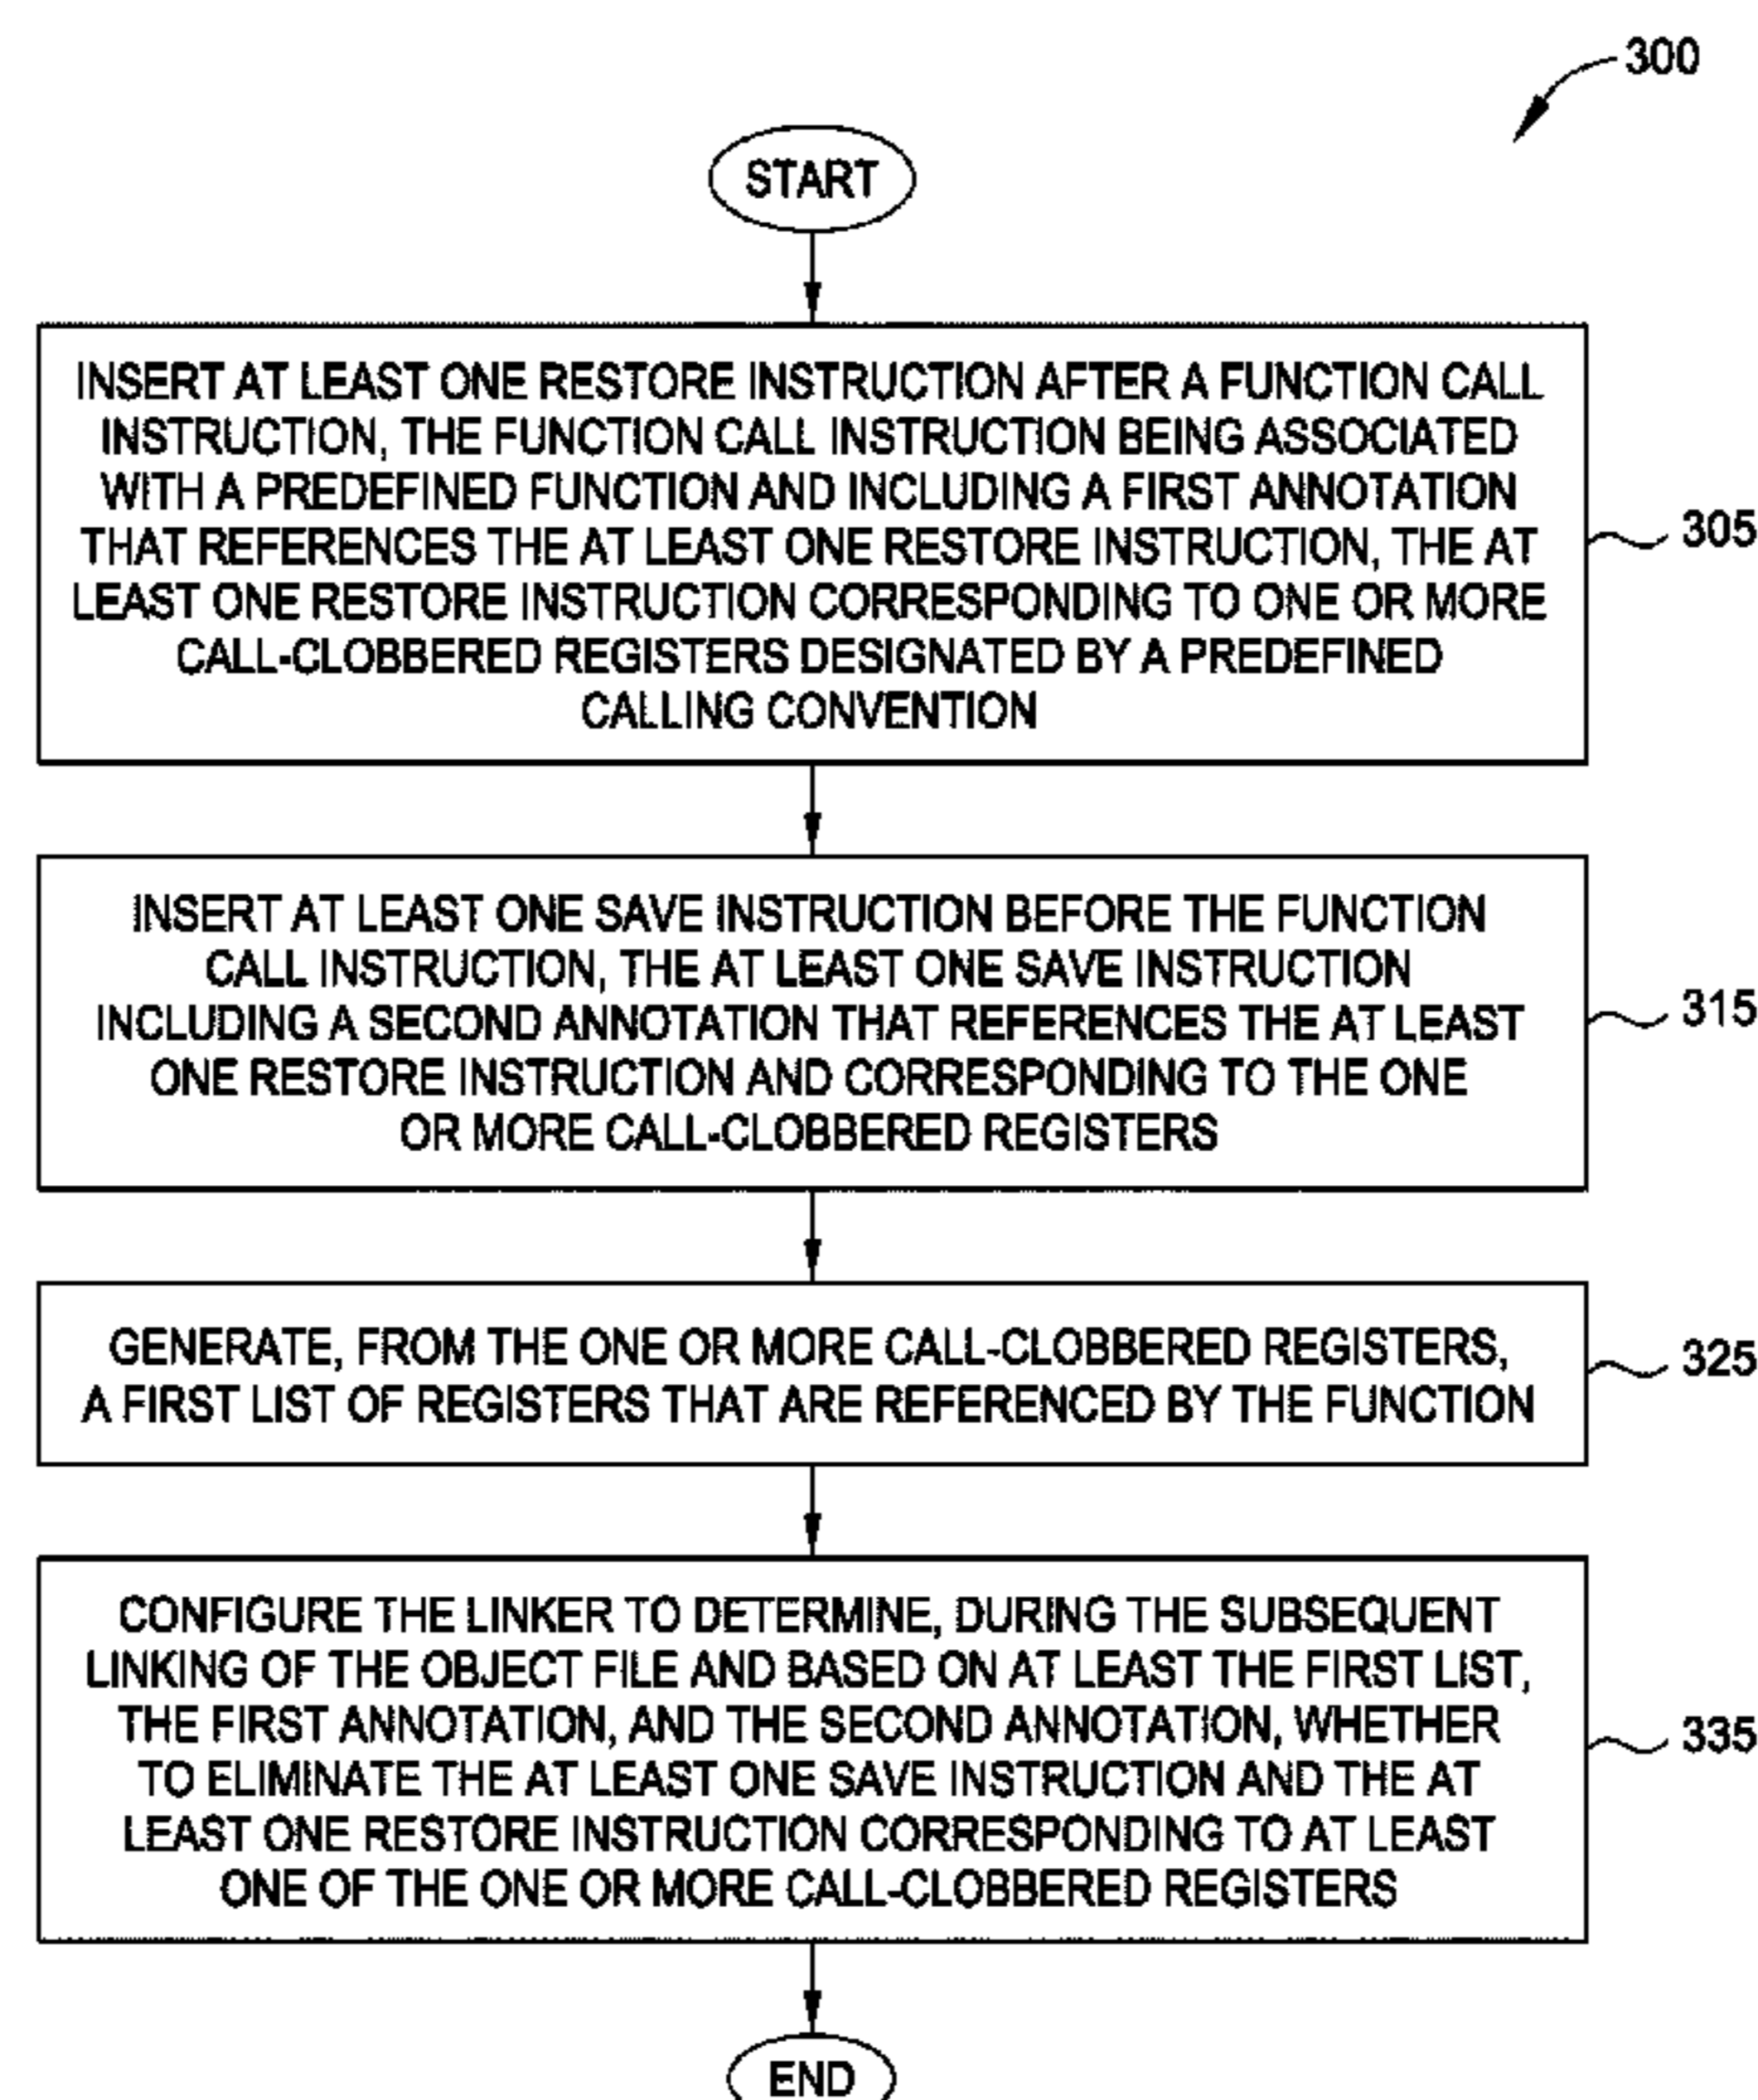 300
START
INSERT AT LEAST ONE RESTORE INSTRUCTION AFTER A FUNCTION CALL
INSTRUCTION, THE FUNCTION CALL INSTRUCTION BEING ASSOCIATED
WITH A PREDEFINED FUNCTION AND INCLUDING A FIRST ANNOTATION
THAT REFERENCES THE AT LEAST ONE RESTORE INSTRUCTION, THE AT
LEAST ONE RESTORE INSTRUCTION CORRESPONDING TO ONE OR MORE
CALL-CLOBBERED REGISTERS DESIGNATED BY A PREDEFINED
CALLING CONVENTION
305
INSERT AT LEAST ONE SAVE INSTRUCTION BEFORE THE FUNCTION
CALL INSTRUCTION, THE AT LEAST ONE SAVE INSTRUCTION
INCLUDING A SECOND ANNOTATION THAT REFERENCES THE AT LEAST
ONE RESTORE INSTRUCTION AND CORRESPONDING TO THE ONE
OR MORE CALL-CLOBBERED REGISTERS
315
GENERATE, FROM THE ONE OR MORE CALL-CLOBBERED REGISTERS,
A FIRST LIST OF REGISTERS THAT ARE REFERENCED BY THE FUNCTION
325
CONFIGURE THE LINKER TO DETERMINE, DURING THE SUBSEQUENT
LINKING OF THE OBJECT FILE AND BASED ON AT LEAST THE FIRST LIST,
THE FIRST ANNOTATION, AND THE SECOND ANNOTATION, WHETHER
TO ELIMINATE THE AT LEAST ONE SAVE INSTRUCTION AND THE AT
LEAST ONE RESTORE INSTRUCTION CORRESPONDING TO AT LEAST
ONE OF THE ONE OR MORE CALL-CLOBBERED REGISTERS
335
END